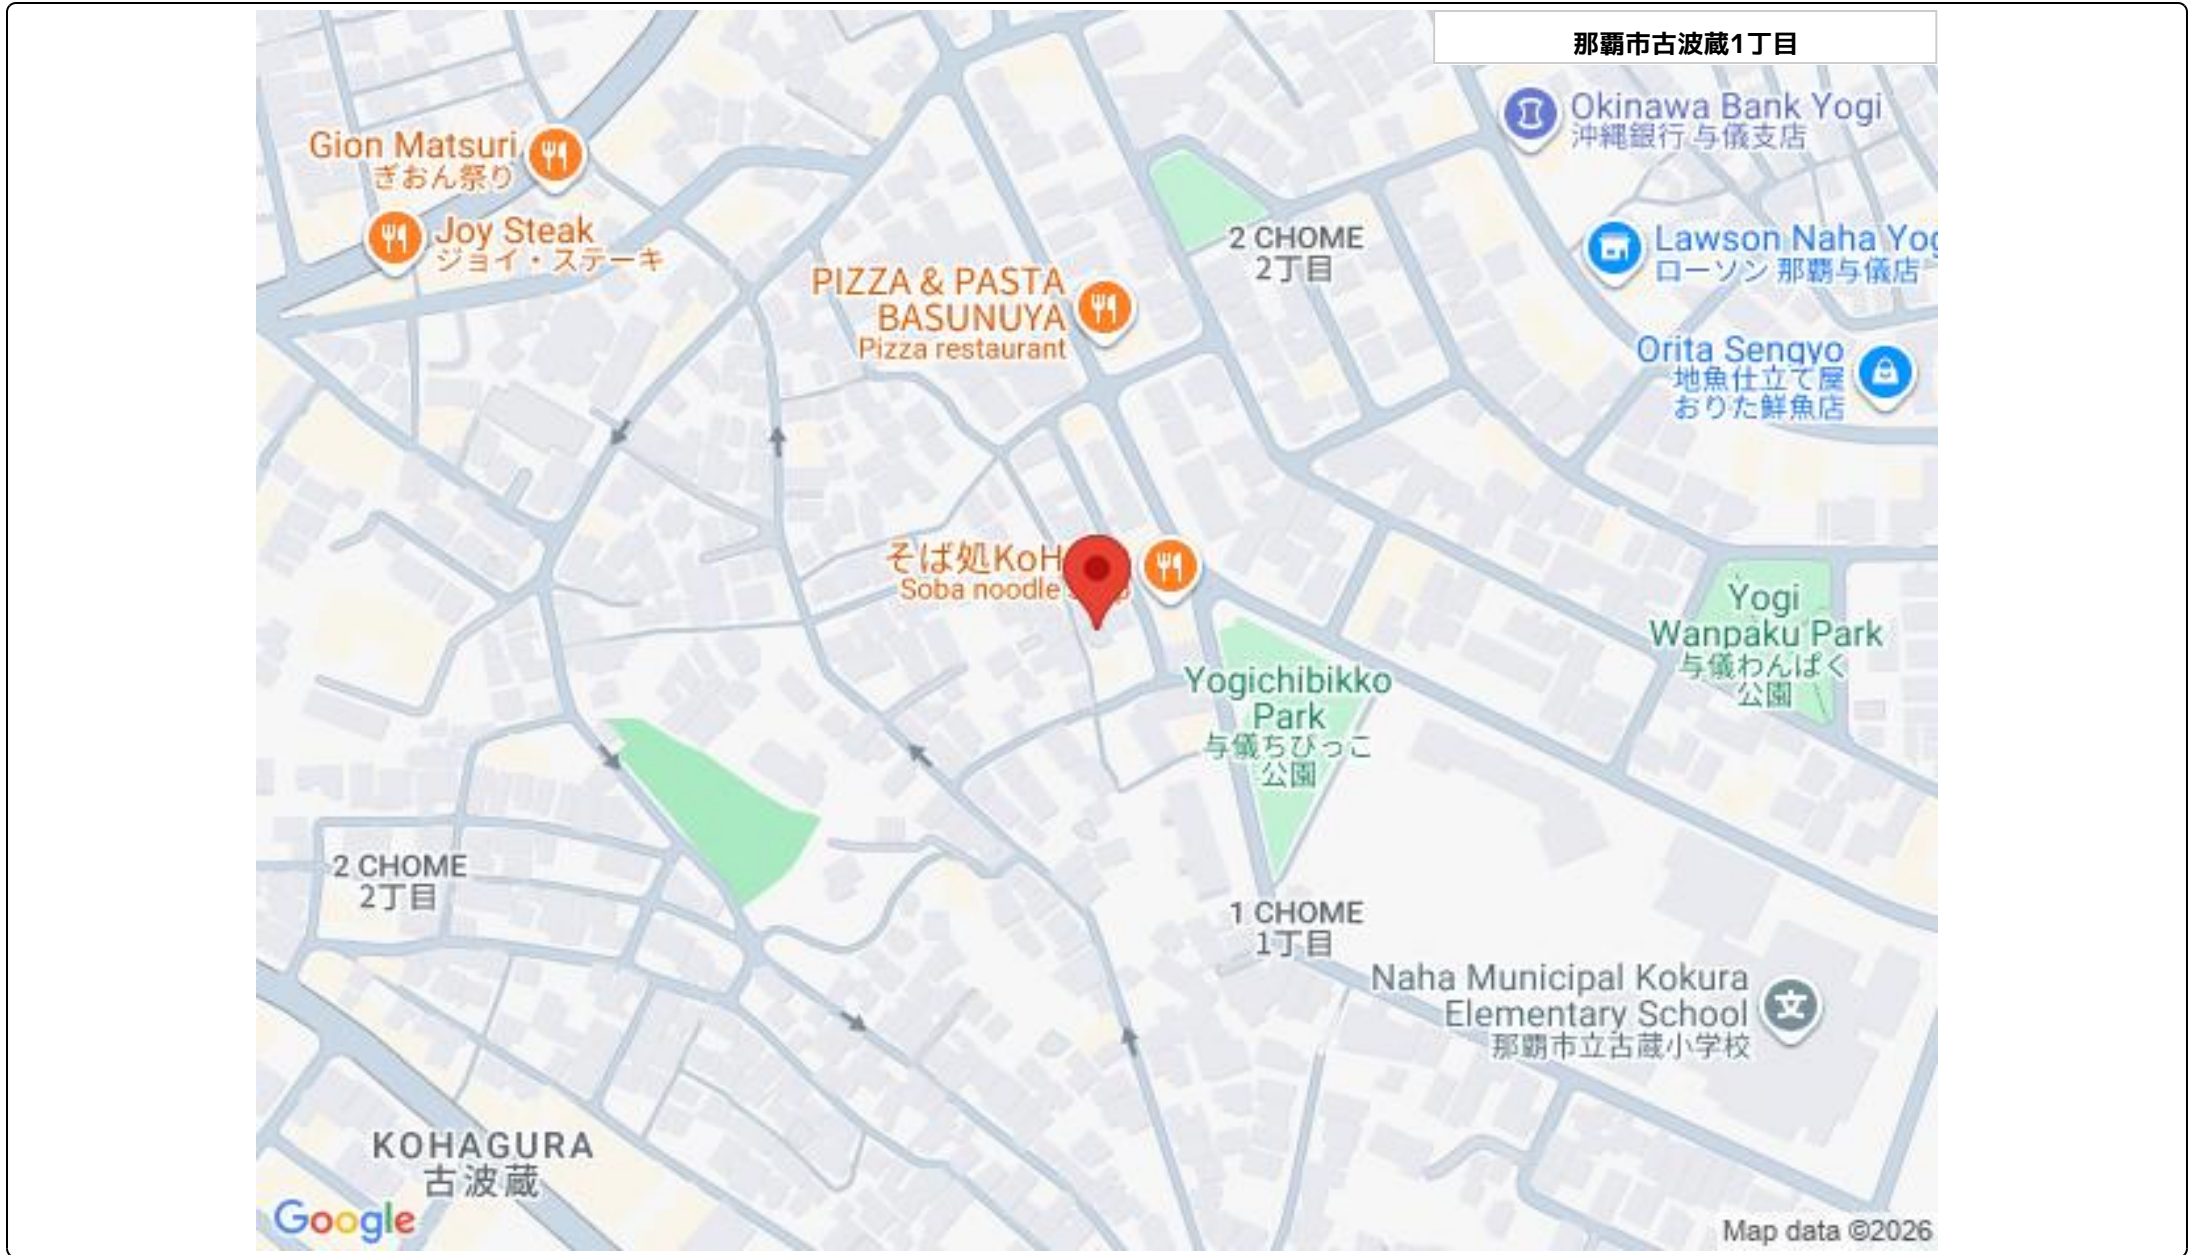 那覇市古波蔵1丁目
Okinawa Bank Yogi
沖縄銀行 与儀支店
Gion Matsuri
ぎおん祭り
Joy Steak
ジョイ・ステーキ
2 CHOME
2丁目
Lawson Naha Yog
ローソン 那覇与儀店
PIZZA & PASTA
BASUNUYA
Pizza restaurant
Orita Sengyo
地魚仕立て屋
おりた鮮魚店
そば処KoH
Soba noodle
Yogi
Wanpaku Park
与儀わんぱく
公園
Yogichibikko
Park
与儀ちびっこ
公園
2 CHOME
2丁目
1 CHOME
1丁目
Naha Municipal Kokura
Elementary School
那覇市立古蔵小学校
文
KOHAGURA
古波蔵
Google
Map data ©2026